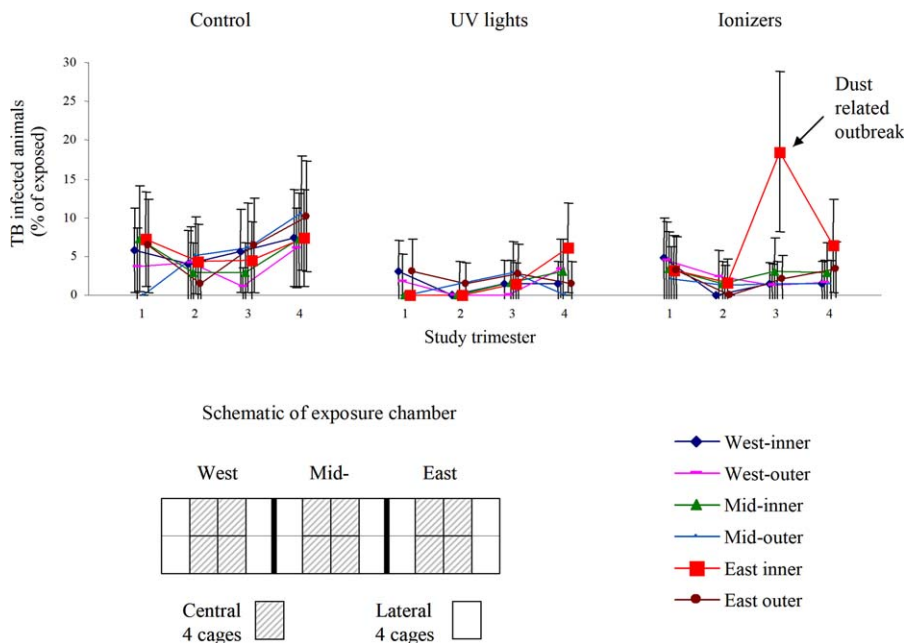 Control
UV lights
Ionizers
TB infected animals
(% of exposed)
30
25
20
15
10
5
0
Dust
related
outbreak
1
2
3
4
1
2
3
4
1
2
3
4
Study trimester
Schematic of exposure chamber
West
Mid-
East
Central
4 cages
Lateral
4 cages
West-inner
West-outer
Mid-inner
Mid-outer
East inner
East outer